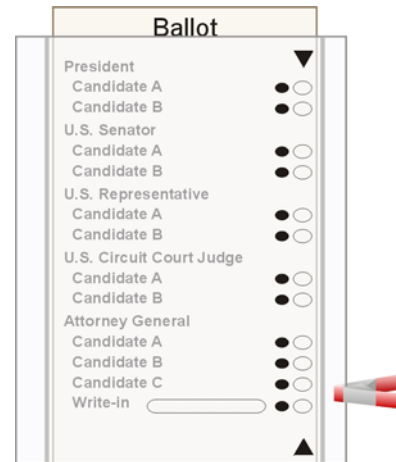 Ballot
President
Candidate A
Candidate B
U.S. Senator
Candidate A
Candidate B
U.S. Representative
Candidate A
Candidate B
U.S. Circuit Court Judge
Candidate A
Candidate B
Attorney General
Candidate A
Candidate B
Candidate C
Write-in